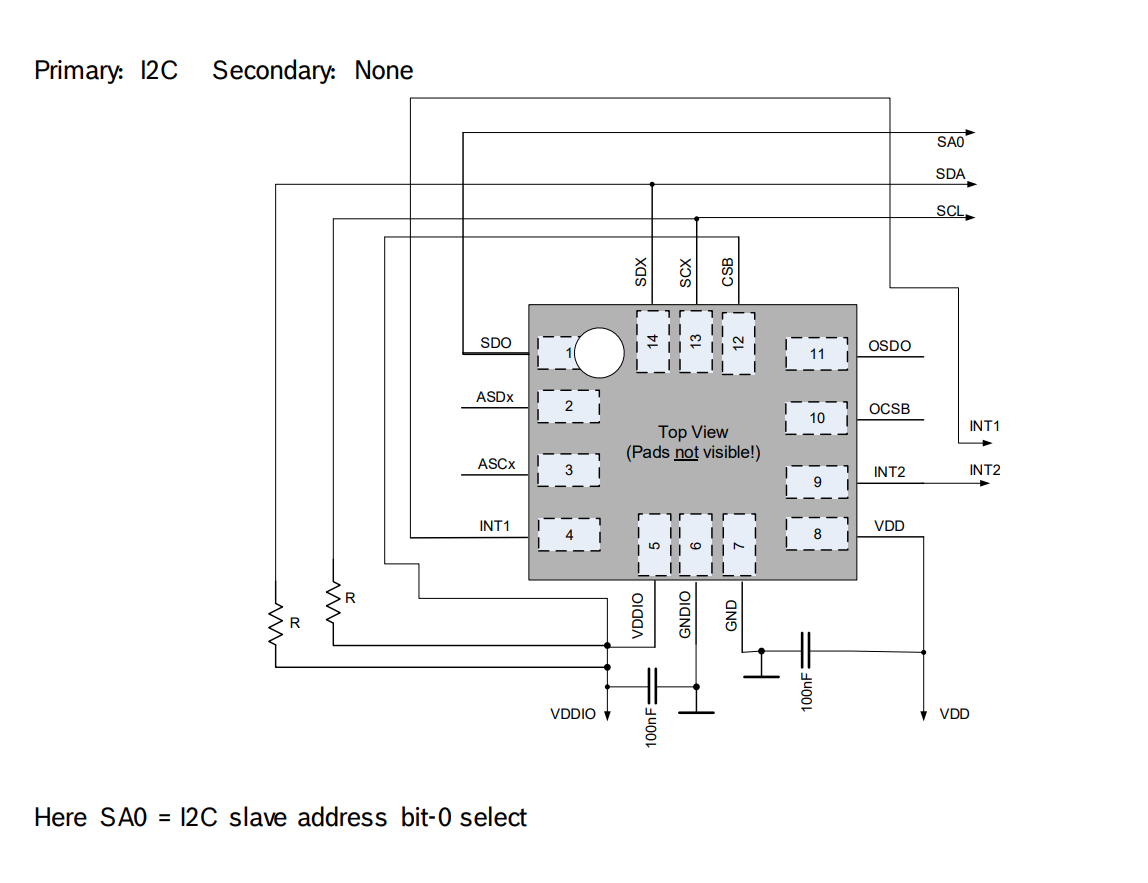 Primary: I2C Secondary: None
SA0
SDA
SCL
SDX
SCX
CSB
SDO
1
14
13
12
11
OSDO
ASDx
2
10
OCSB
Top View
(Pads not visible!)
INT1
ASCx
3
9
INT2
INT2
INT1
4
5
6
7
8
VDD
R
R
VDDIO
GNDIO
GND
100nF
100nF
VDDIO
VDD
Here SA0 = I2C slave address bit-0 select